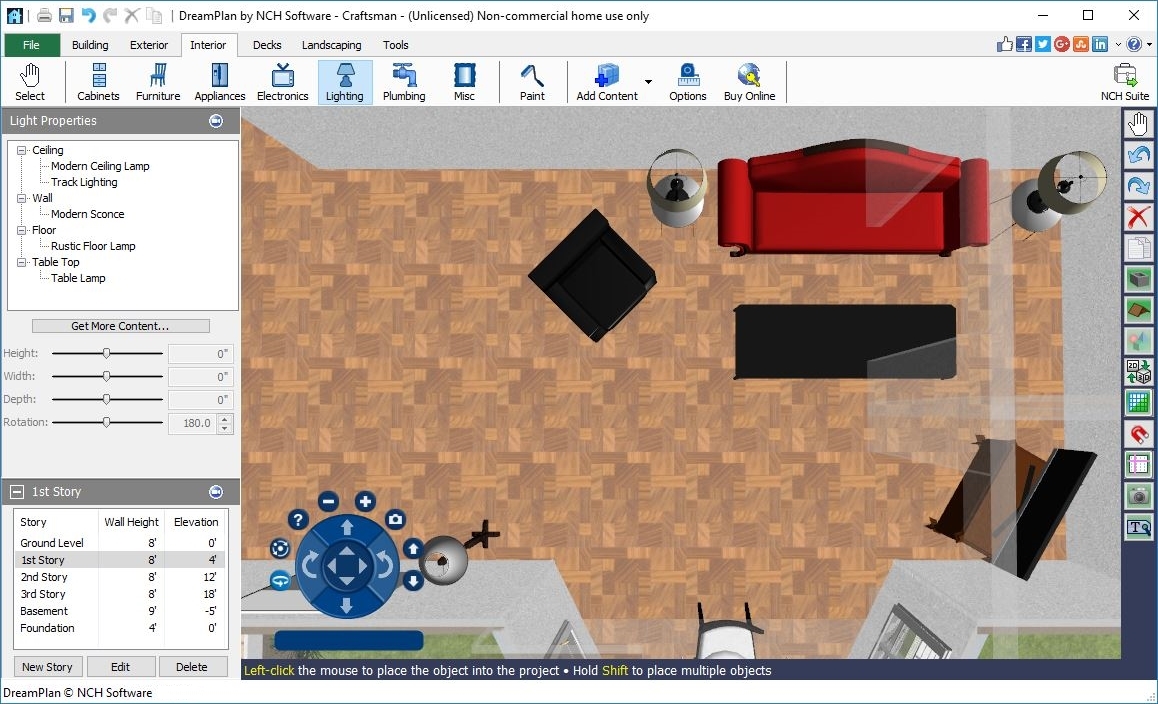 DreamPlan by NCH Software - Craftsman - (Unlicensed) Non-commercial home use only
File Building Exterior Interior Decks Landscaping Tools
Select Cabinets Furniture Appliances Electronics Lighting Plumbing Misc Paint Add Content Options Buy Online NCH Suite
Light Properties
Ceiling
Modern Ceiling Lamp
Track Lighting
Wall
Modern Sconce
Floor
Rustic Floor Lamp
Table Top
Table Lamp
Get More Content...
Height: 0"
Width: 0"
Depth: 0"
Rotation: 180.0
1st Story
Story Wall Height Elevation
Ground Level 8' 0'
1st Story 8' 4'
2nd Story 8' 12'
3rd Story 8' 18'
Basement 9' -5'
Foundation 4' 0'
New Story Edit Delete
2D
3D
T
?
Left-click the mouse to place the object into the project • Hold Shift to place multiple objects
DreamPlan © NCH Software